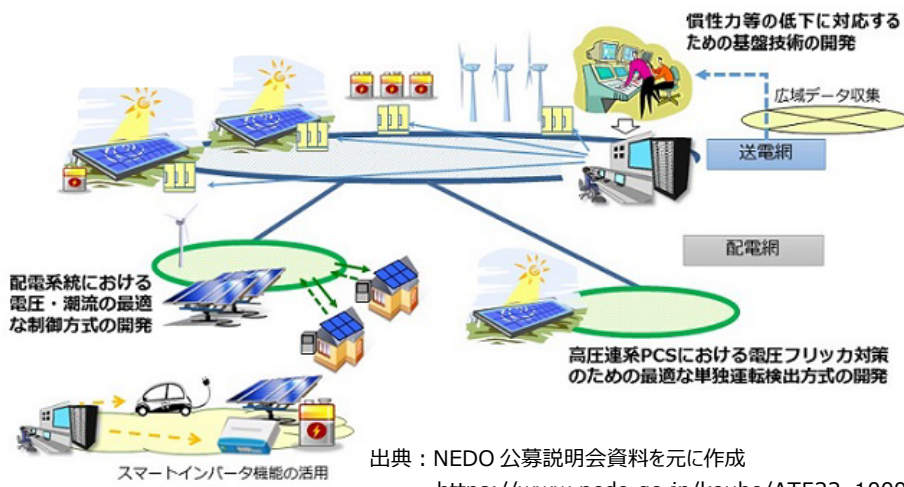 慣性力等の低下に対応する
ための基盤技術の開発
広域データ収集
送電網
配電網
配電系統における
電圧・潮流の最適
な制御方式の開発
高圧連系PCSにおける電圧フリッカ対策
のための最適な単独運転検出方式の開発
スマートインバータ機能の活用
出典：NEDO 公募説明会資料を元に作成